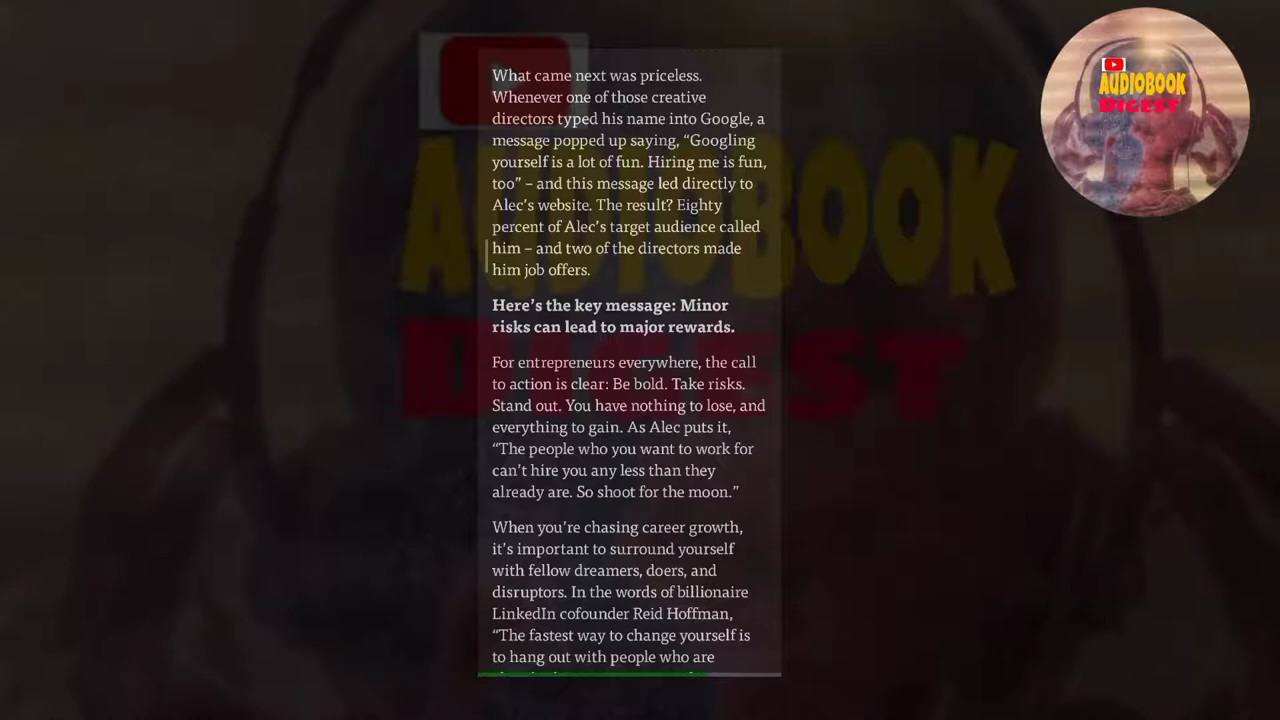 What came next was priceless.
Whenever one of those creative
directors typed his name into Google, a
message popped up saying, “Googling
yourself is a lot of fun. Hiring me is fun,
too” – and this message led directly to
Alec’s website. The result? Eighty
percent of Alec’s target audience called
him – and two of the directors made
him job offers.
Here’s the key message: Minor
risks can lead to major rewards.
For entrepreneurs everywhere, the call
to action is clear: Be bold. Take risks.
Stand out. You have nothing to lose, and
everything to gain. As Alec puts it,
“The people who you want to work for
can’t hire you any less than they
already are. So shoot for the moon.”
When you’re chasing career growth,
it’s important to surround yourself
with fellow dreamers, doers, and
disruptors. In the words of billionaire
LinkedIn cofounder Reid Hoffman,
“The fastest way to change yourself is
to hang out with people who are
AUDIOBOOK
DIGEST
AUDIOBOOK
DIGEST